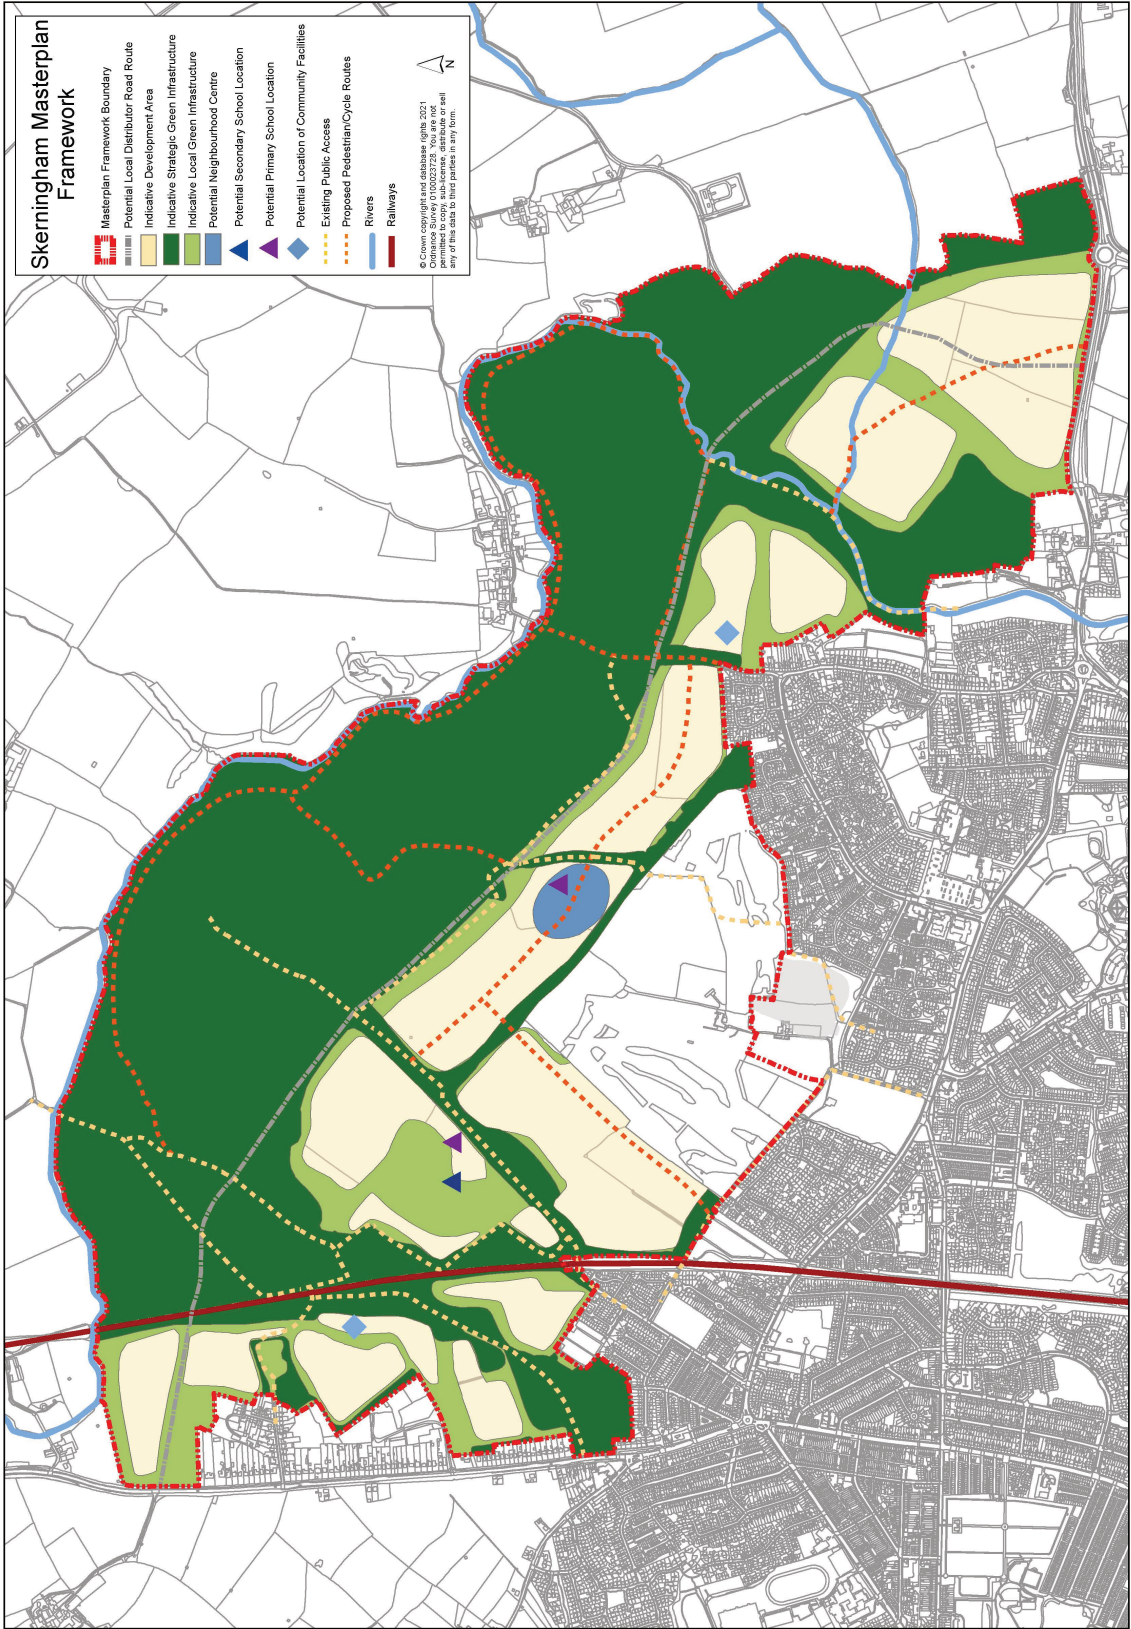 Skerningham Masterplan
Framework
Masterplan Framework Boundary
Potential Local Distributor Road Route
Indicative Development Area
Indicative Strategic Green Infrastructure
Indicative Local Green Infrastructure
Potential Neighbourhood Centre
Potential Secondary School Location
Potential Primary School Location
Potential Location of Community Facilities
Existing Public Access
Proposed Pedestrian/Cycle Routes
Rivers
Railways
N
© Crown copyright and database rights 2021
Ordnance Survey 0100023728. You are not
permitted to copy, sub-license, distribute or sell
any of this data to third parties in any form.